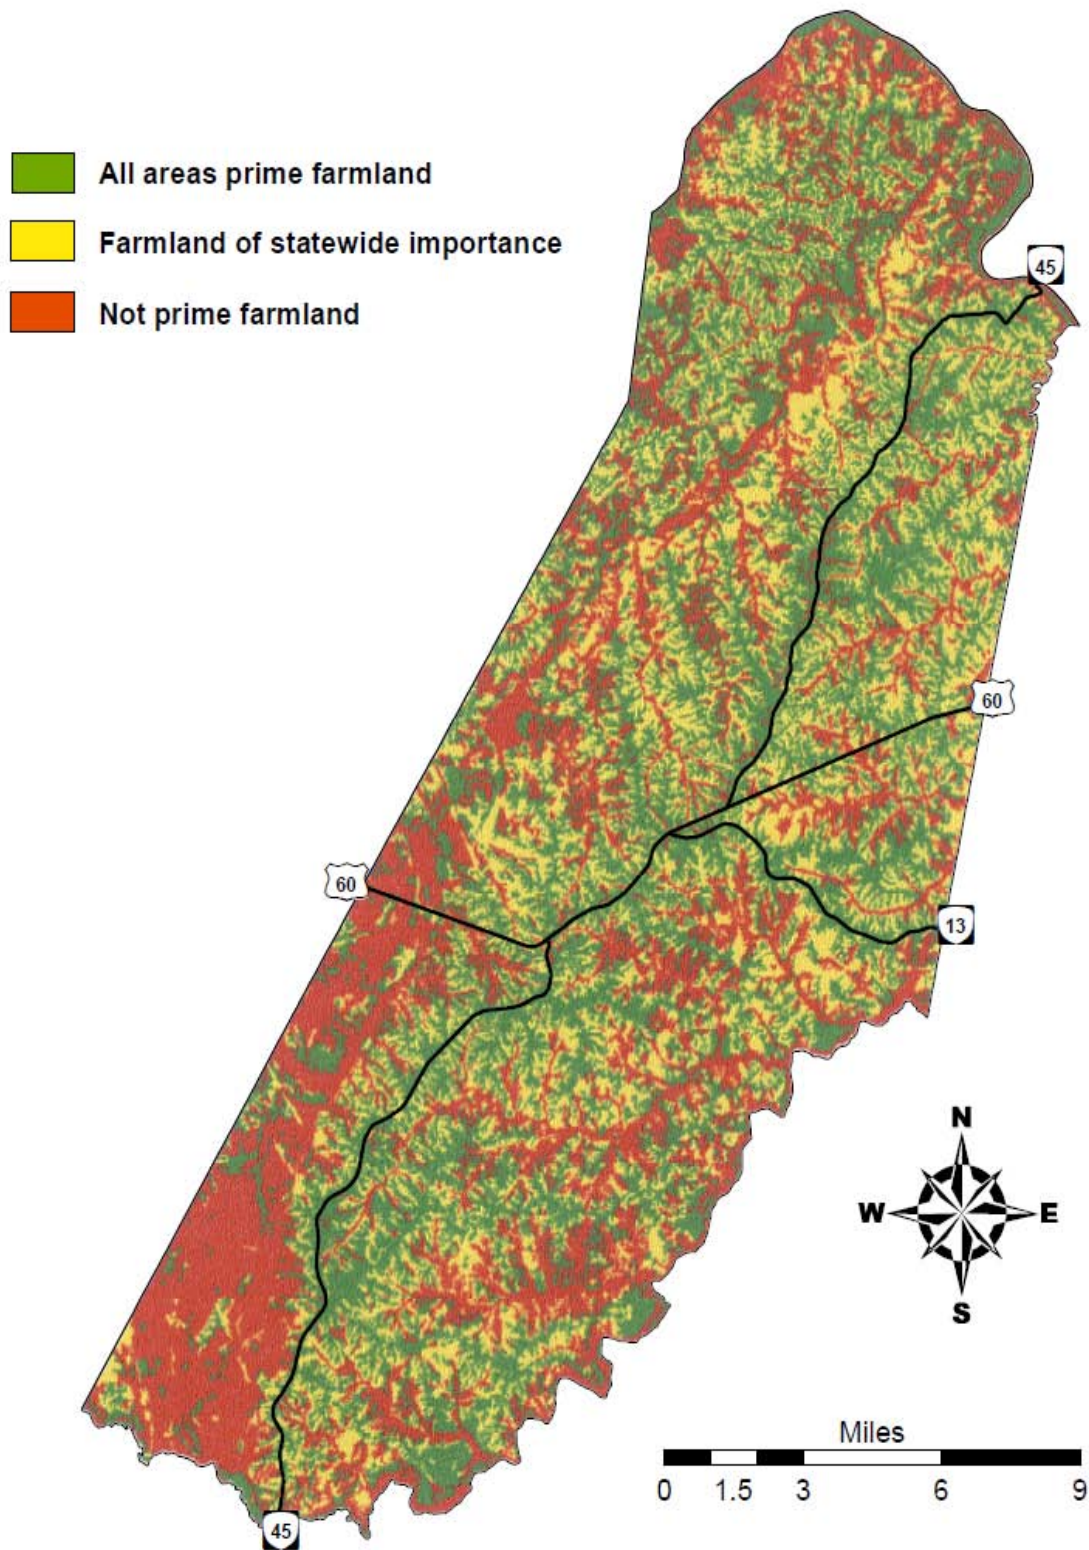 All areas prime farmland
Farmland of statewide importance
Not prime farmland
45
60
60
13
N
W E
S
Miles
0 1.5 3 6 9
45